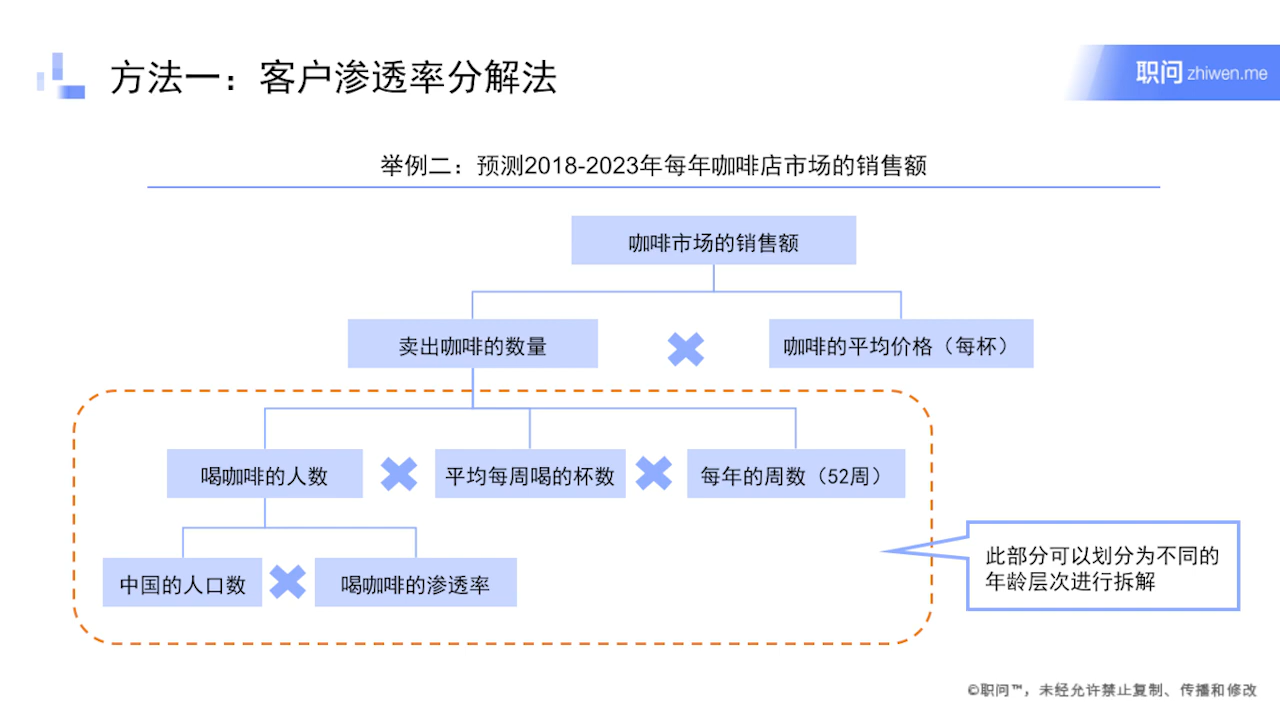 方法一：客户渗透率分解法
职问 zhiwen.me
举例二：预测2018-2023年每年咖啡店市场的销售额
咖啡市场的销售额
卖出咖啡的数量
咖啡的平均价格（每杯）
喝咖啡的人数
平均每周喝的杯数
每年的周数（52周）
中国的人口数
喝咖啡的渗透率
此部分可以划分为不同的
年龄层次进行拆解
©职问™，未经允许禁止复制、传播和修改